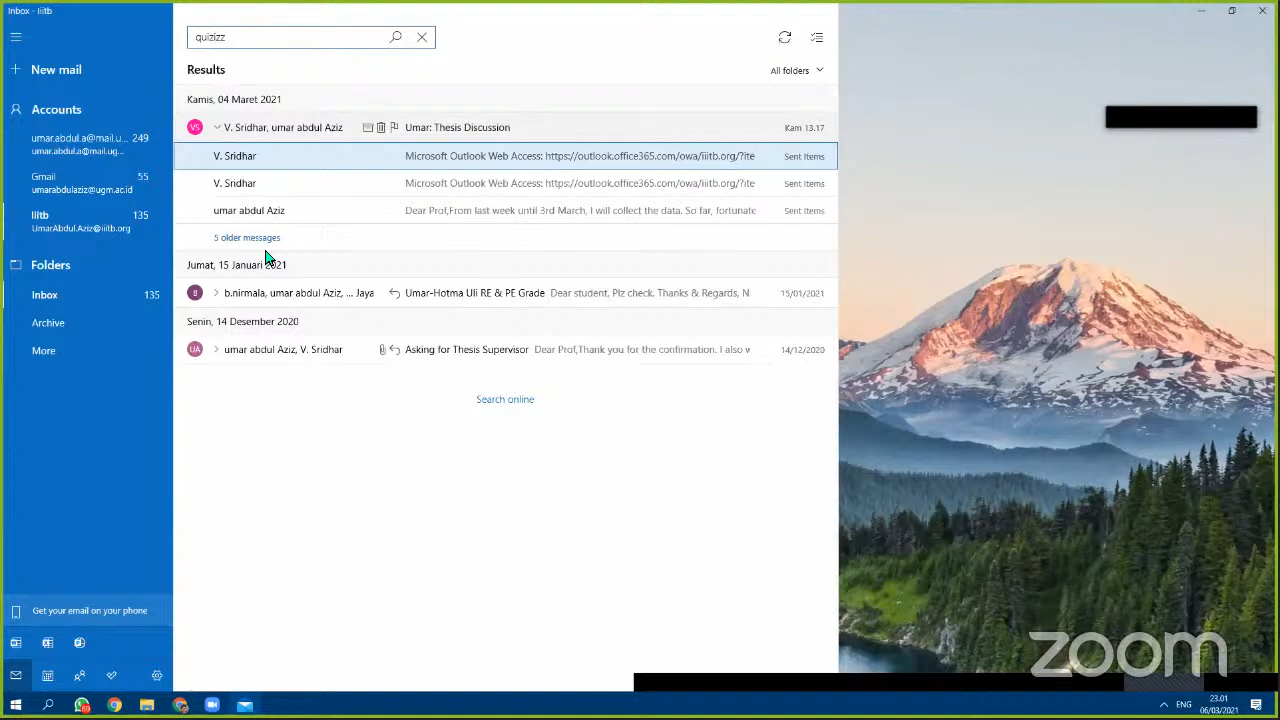 Inbox - Iiitb
quizizz
New mail
Results
All folders
Accounts
Kamis, 04 Maret 2021
umar.abdul.a@mail.u... 249
umar.abdul.a@mail.ug...
V. Sridhar, umar abdul Aziz Umar: Thesis Discussion Kam 13.17
V. Sridhar Microsoft Outlook Web Access: https://outlook.office365.com/owa/iiitb.org/?ite Sent Items
Gmail 55
umarabdulaziz@ugm.ac.id
V. Sridhar Microsoft Outlook Web Access: https://outlook.office365.com/owa/iiitb.org/?ite Sent Items
Iiitb 135
UmarAbdul.Aziz@iiitb.org
umar abdul Aziz Dear Prof,From last week until 3rd March, I will collect the data. So far, fortunate Sent Items
5 older messages
Folders
Jumat, 15 Januari 2021
Inbox 135
B b.nirmala, umar abdul Aziz, ... Jaya Umar-Hotma Uli RE & PE Grade Dear student, Plz check. Thanks & Regards, N 15/01/2021
Archive
Senin, 14 Desember 2020
More
UA umar abdul Aziz, V. Sridhar Asking for Thesis Supervisor Dear Prof,Thank you for the confirmation. I also w 14/12/2020
Search online
Get your email on your phone
zoom
ENG
23.01
06/03/2021